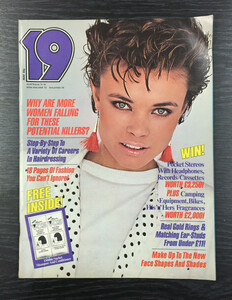 19
WHY ARE MORE
WOMEN FALLING
FOR THESE
POTENTIAL KILLERS?
Step-By-Step To
A Variety Of Careers
In Hairdressing
18 Pages Of Fashion
You Can't Ignore
FREE
INSIDE!
WIN!
Pocket Stereos
With Headphones,
Records/Cassettes
WORTH £3,250!
PLUS Camping
Equipment, Bikes,
His/Hers Fragrances
WORTH £2,000!
Real Gold Rings &
Matching Ear-Studs
From Under £11!
Make Up To The New
Face Shapes And Shades